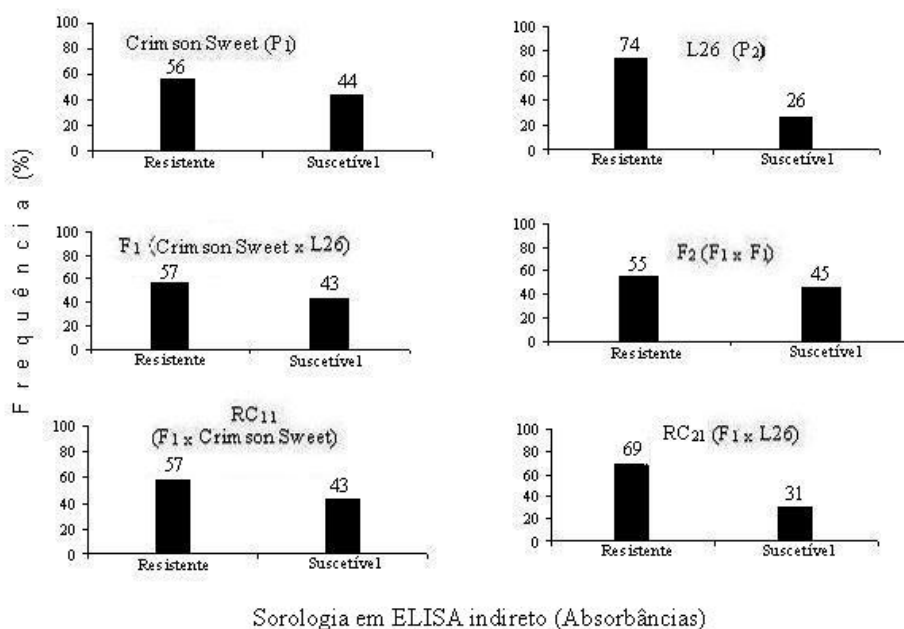 Crimson Sweet (P1)
100
80
60
40
20
0
56
44
Resistente
Suscetível
L26 (P2)
100
80
60
40
20
0
74
26
Resistente
Suscetível
F1 (Crimson Sweet x L26)
100
80
60
40
20
0
57
43
Resistente
Suscetível
F2 (F1 x F1)
100
80
60
40
20
0
55
45
Resistente
Suscetível
RC11
(F1 x Crimson Sweet)
100
80
60
40
20
0
57
43
Resistente
Suscetível
RC21 (F1 x L26)
100
80
60
40
20
0
69
31
Resistente
Suscetível
Frequência (%)
Sorologia em ELISA indireto (Absorbâncias)